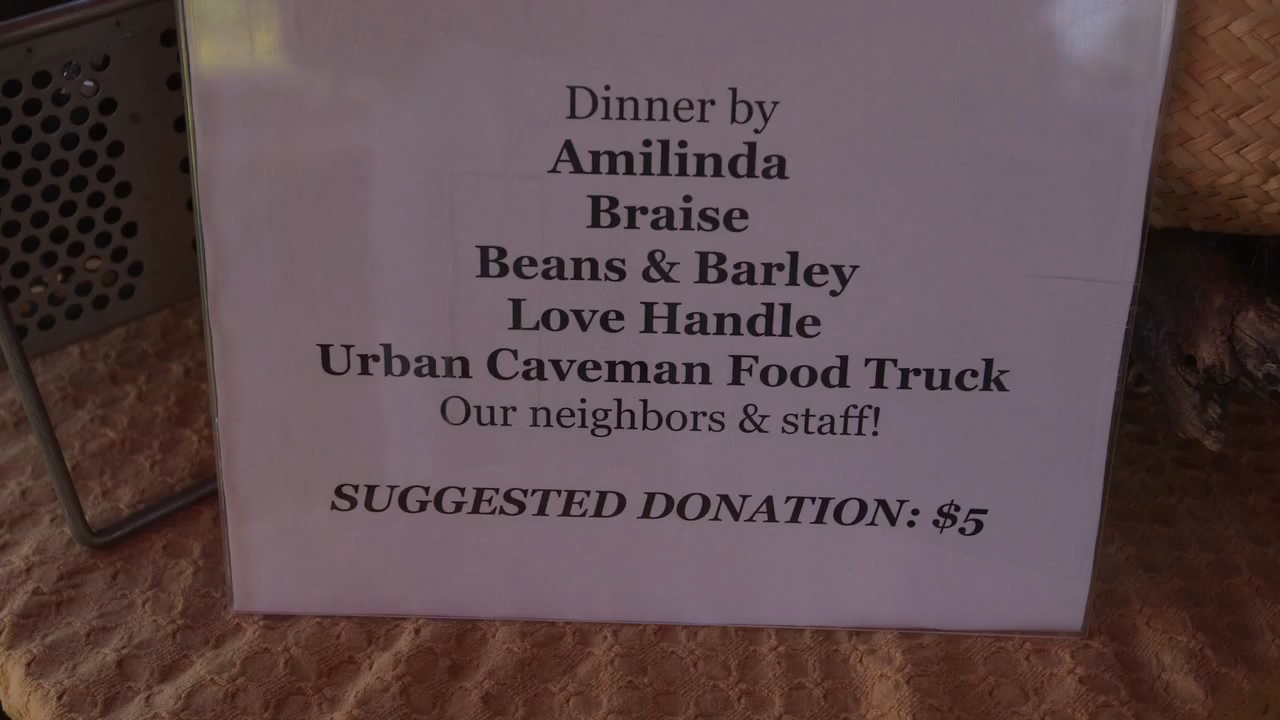 Dinner by
Amilinda
Braise
Beans & Barley
Love Handle
Urban Caveman Food Truck
Our neighbors & staff!
SUGGESTED DONATION: $5